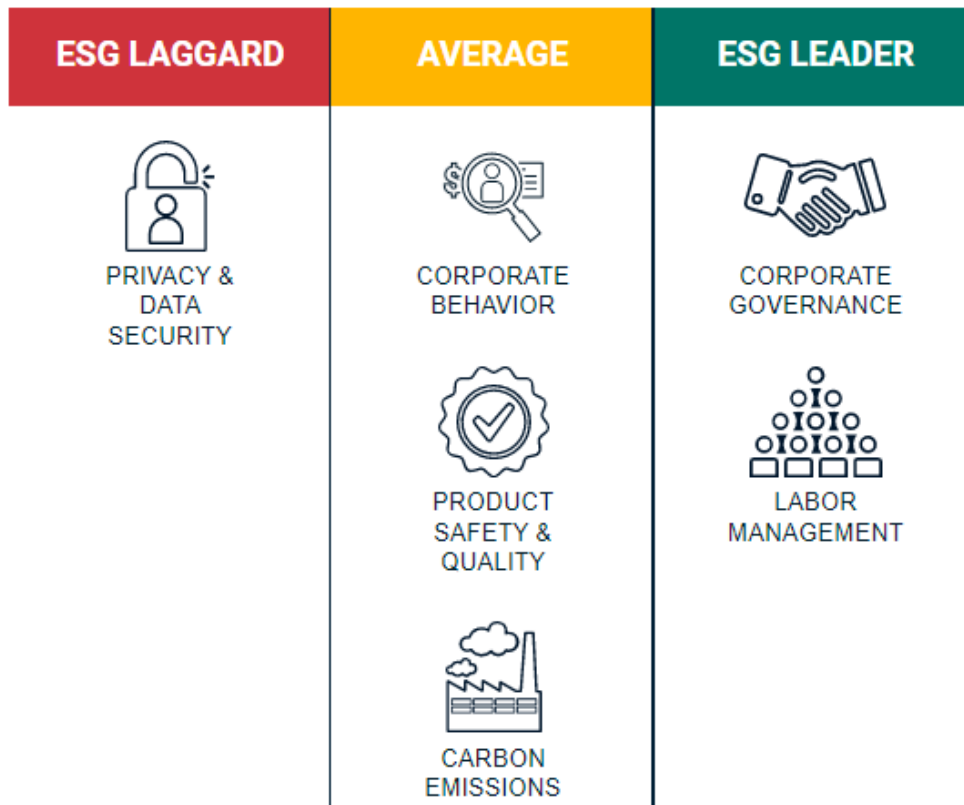 ESG LAGGARD
AVERAGE
ESG LEADER
PRIVACY &
DATA
SECURITY
CORPORATE
BEHAVIOR
CORPORATE
GOVERNANCE
PRODUCT
SAFETY &
QUALITY
LABOR
MANAGEMENT
CARBON
EMISSIONS